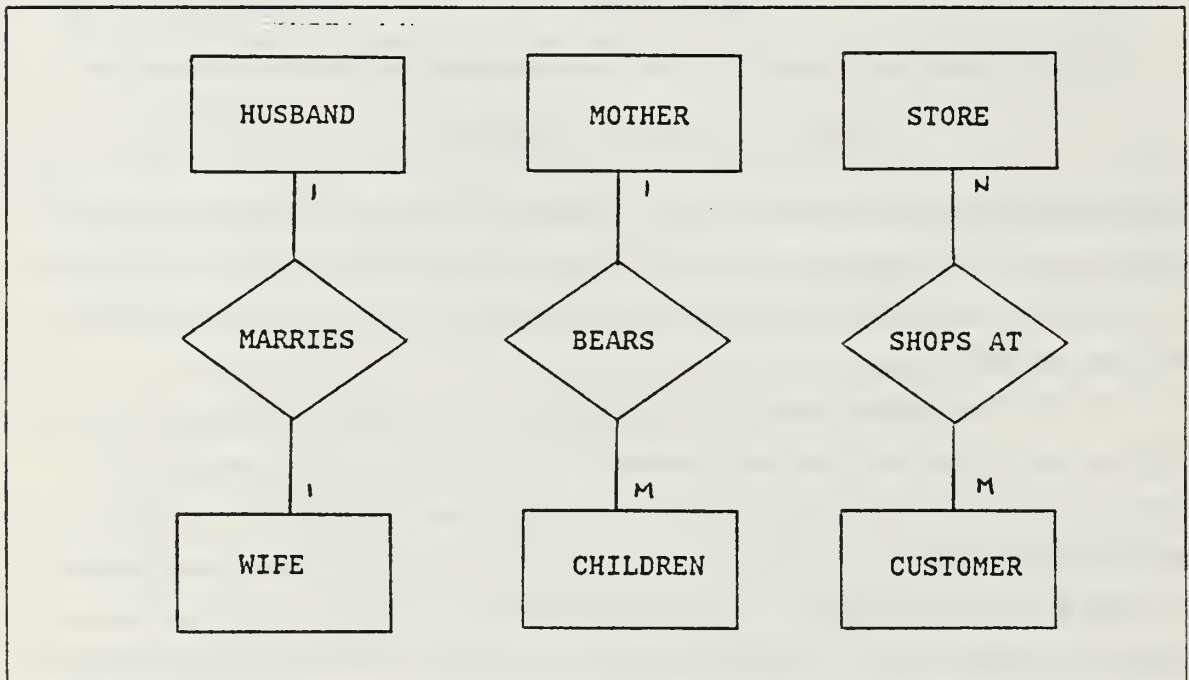 HUSBAND MOTHER STORE
1 1 N
MARRIES BEARS SHOPS AT
1 M M
WIFE CHILDREN CUSTOMER